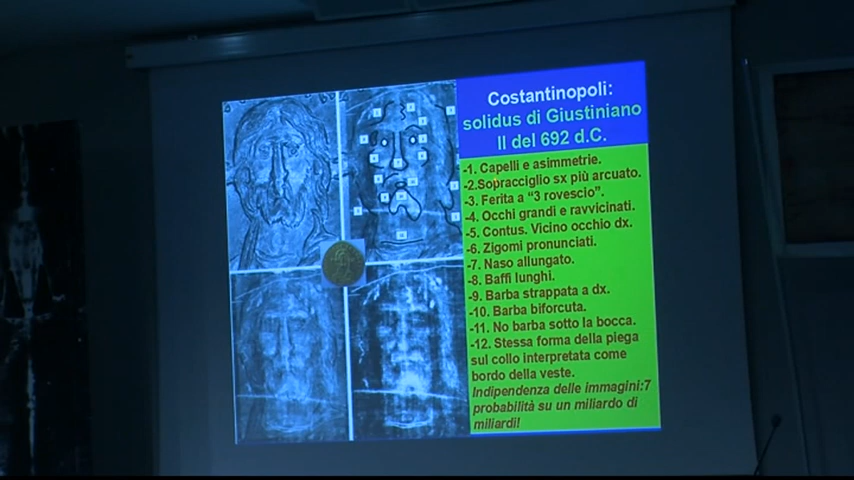 Costantinopoli:
solidus di Giustiniano
II del 692 d.C.
-1. Capelli e asimmetrie.
-2.Sopracciglio sx più arcuato.
-3. Ferita a “3 rovescio”.
-4. Occhi grandi e ravvicinati.
-5. Contus. Vicino occhio dx.
-6. Zigomi pronunciati.
-7. Naso allungato.
-8. Baffi lunghi.
-9. Barba strappata a dx.
-10. Barba biforcuta.
-11. No barba sotto la bocca.
-12. Stessa forma della piega
sul collo interpretata come
bordo della veste.
Indipendenza delle immagini:7
probabilità su un miliardo di
miliardi!